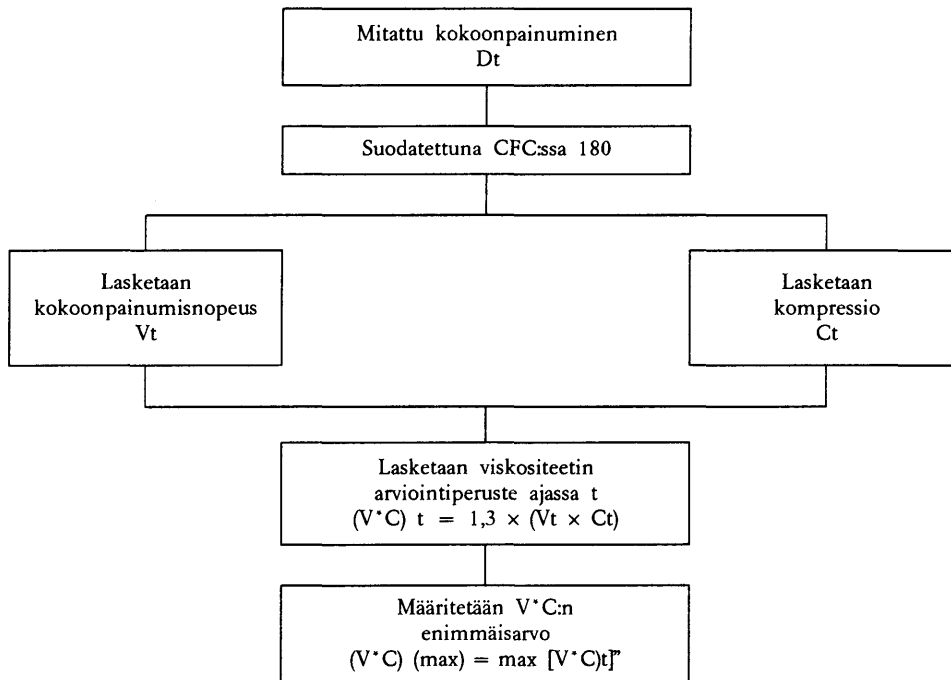 Mitattu kokoonpainuminen
Dt
Suodatettuna CFC:ssa 180
Lasketaan
kokoonpainumisnopeus
Vt
Lasketaan
kompressio
Ct
Lasketaan viskositeetin
arviointiperuste ajassa t
(V*C) t = 1,3 × (Vt × Ct)
Määritetään V*C:n
enimmäisarvo
(V*C) (max) = max [V*C)t]”